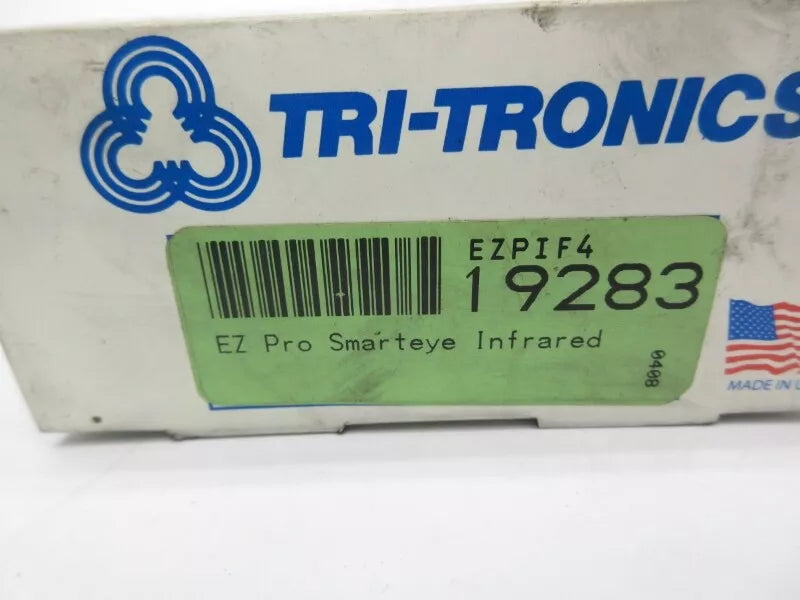 TRI-TRONICS
EZPIF4
19283
EZ Pro Smarteye Infrared
0408
MADE IN U